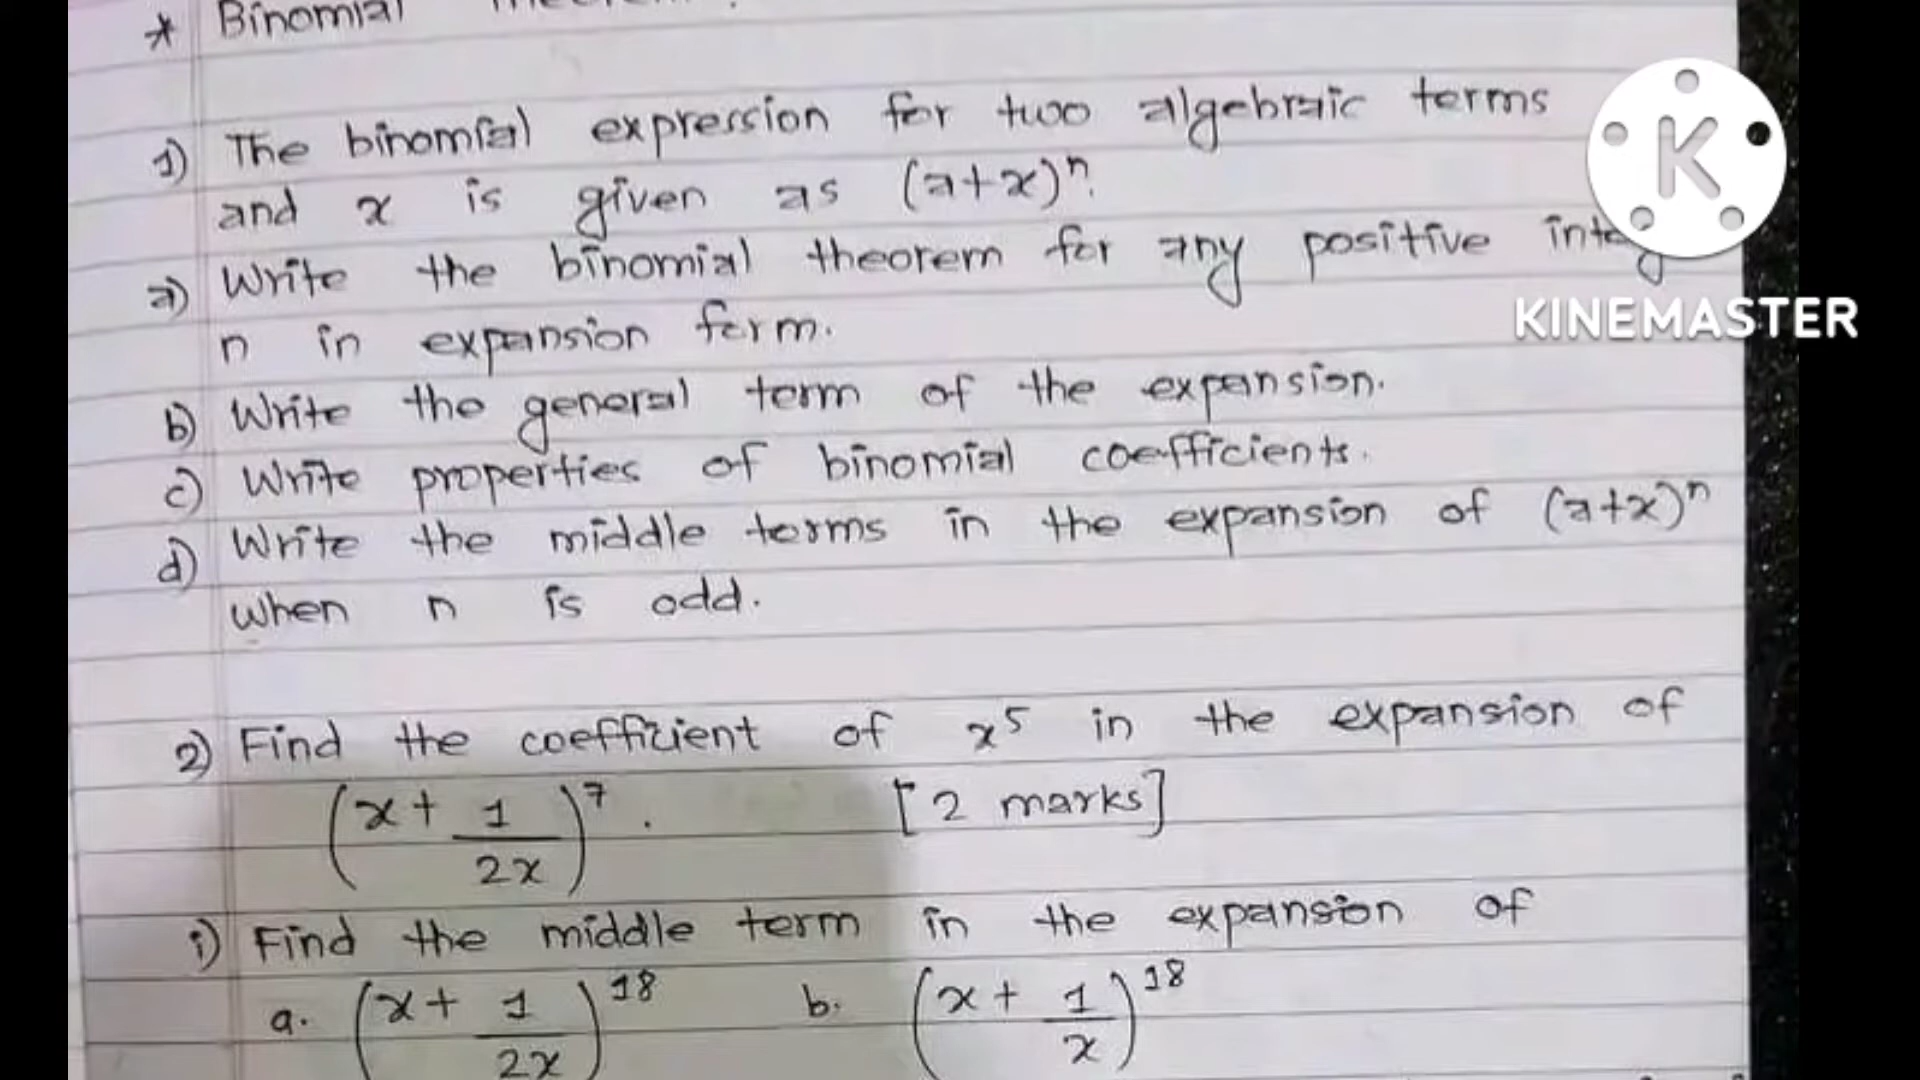 * Binomial
1) The binomial expression for two algebraic terms
and x is given as (a+x)ⁿ.
a) Write the binomial theorem for any positive
n in expansion form.
b) Write the general term of the expansion.
c) Write properties of binomial coefficients.
d) Write the middle terms in the expansion of (a+x)ⁿ
when n is odd.
2) Find the coefficient of x⁵ in the expansion of
(x + 1/2x)⁷. [2 marks]
i) Find the middle term in the expansion of
a. (x + 1/2x)¹⁸ b. (x + 1/x)¹⁸
K
KINEMASTER